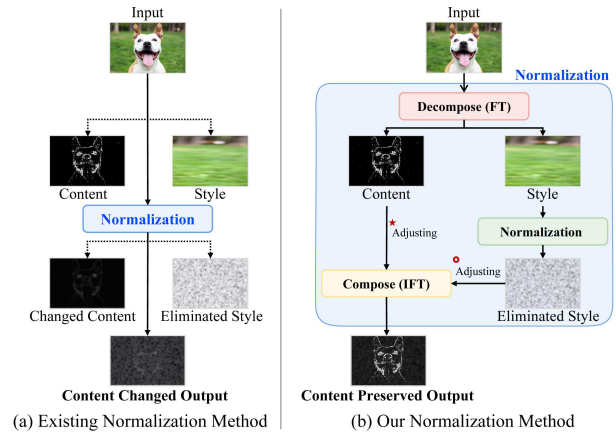 Input
Content
Style
Normalization
Changed Content
Eliminated Style
Content Changed Output
(a) Existing Normalization Method
Input
Normalization
Decompose (FT)
Content
Style
Adjusting
Normalization
Adjusting
Compose (IFT)
Eliminated Style
Content Preserved Output
(b) Our Normalization Method